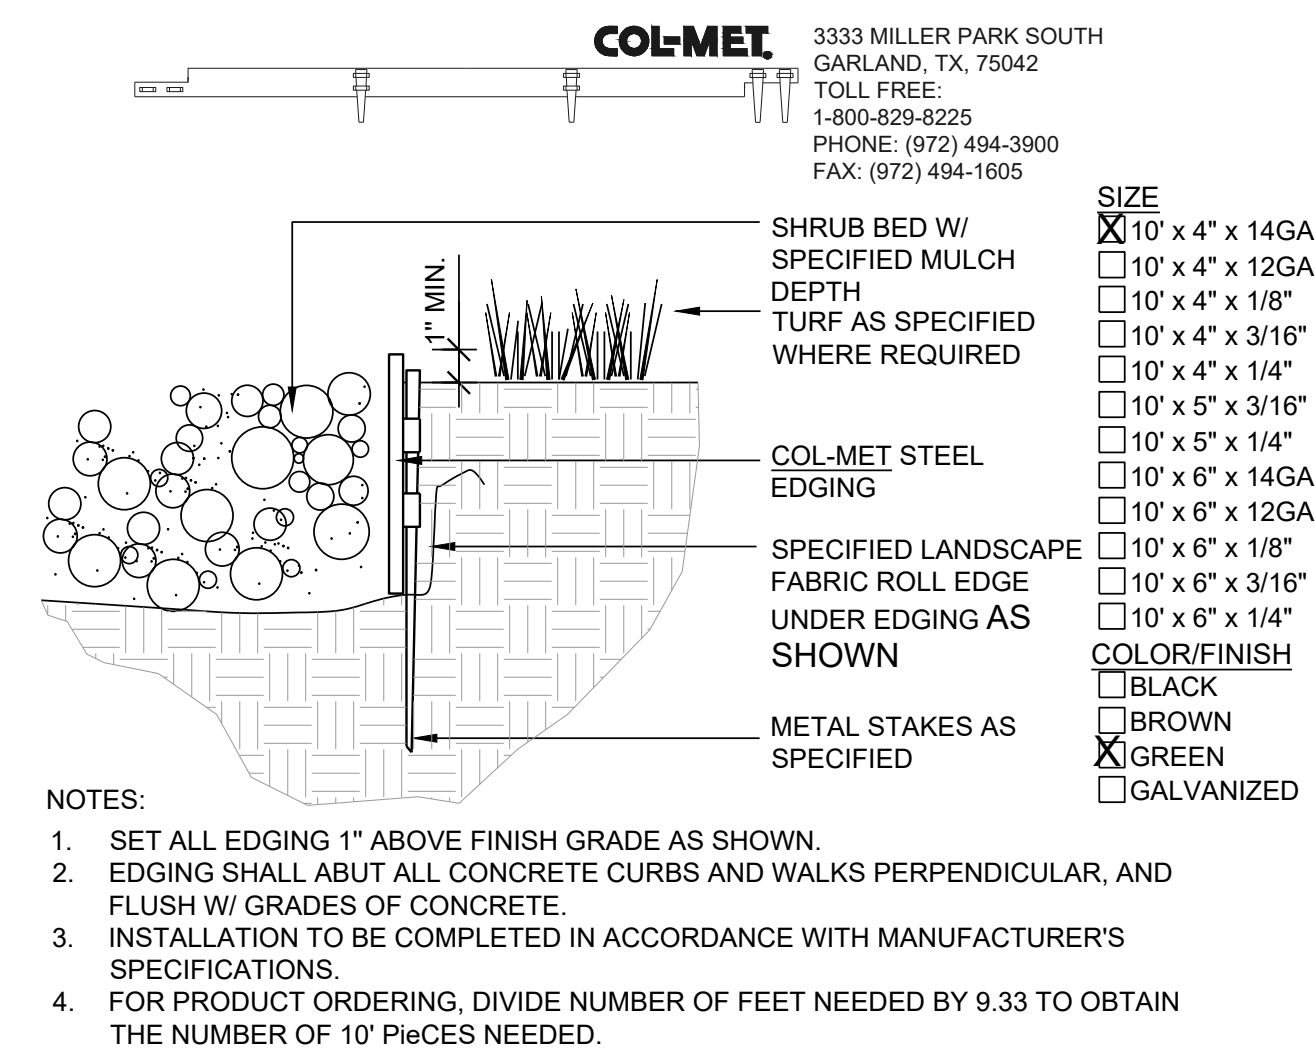 COL-MET.
3333 MILLER PARK SOUTH
GARLAND, TX, 75042
TOLL FREE:
1-800-829-8225
PHONE: (972) 494-3900
FAX: (972) 494-1605
1" MIN.
SHRUB BED W/
SPECIFIED MULCH
DEPTH
TURF AS SPECIFIED
WHERE REQUIRED
COL-MET STEEL
EDGING
SPECIFIED LANDSCAPE
FABRIC ROLL EDGE
UNDER EDGING AS
SHOWN
METAL STAKES AS
SPECIFIED
SIZE
X 10' x 4" x 14GA
10' x 4" x 12GA
10' x 4" x 1/8"
10' x 4" x 3/16"
10' x 4" x 1/4"
10' x 5" x 3/16"
10' x 5" x 1/4"
10' x 6" x 14GA
10' x 6" x 12GA
10' x 6" x 1/8"
10' x 6" x 3/16"
10' x 6" x 1/4"
COLOR/FINISH
BLACK
BROWN
X GREEN
GALVANIZED
NOTES:
1. SET ALL EDGING 1" ABOVE FINISH GRADE AS SHOWN.
2. EDGING SHALL ABUT ALL CONCRETE CURBS AND WALKS PERPENDICULAR, AND
FLUSH W/ GRADES OF CONCRETE.
3. INSTALLATION TO BE COMPLETED IN ACCORDANCE WITH MANUFACTURER'S
SPECIFICATIONS.
4. FOR PRODUCT ORDERING, DIVIDE NUMBER OF FEET NEEDED BY 9.33 TO OBTAIN
THE NUMBER OF 10' PieCES NEEDED.